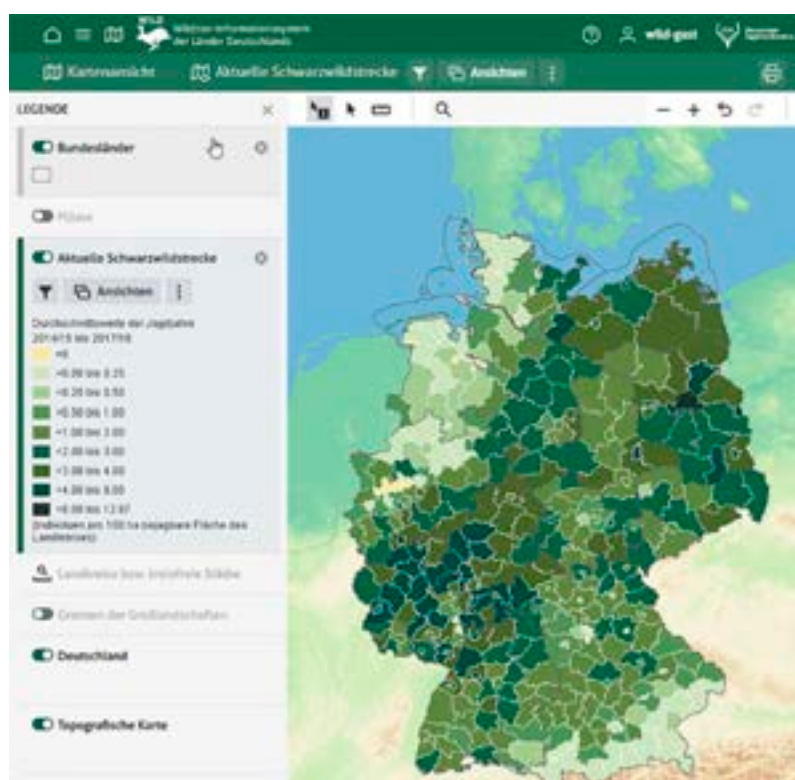 WILD
Wildtier-Informationssystem
der Länder Deutschlands
wild-gast
Kartenansicht
Aktuelle Schwarzwildstrecke
Ansichten
LEGENDE
Bundesländer
Aktuelle Schwarzwildstrecke
Ansichten
Durchschnittswerte der Jagdjahre
2014/15 bis 2017/18
=0
>0.00 bis 0.25
>0.25 bis 0.50
>0.50 bis 1.00
>1.00 bis 2.00
>2.00 bis 3.00
>3.00 bis 4.00
>4.00 bis 8.00
>8.00 bis 12.97
(Individuen pro 100 ha bejagbare Fläche des
Landkreises)
Landkreise bzw. kreisfreie Städte
Grenzen der Großlandschaften
Deutschland
Topografische Karte